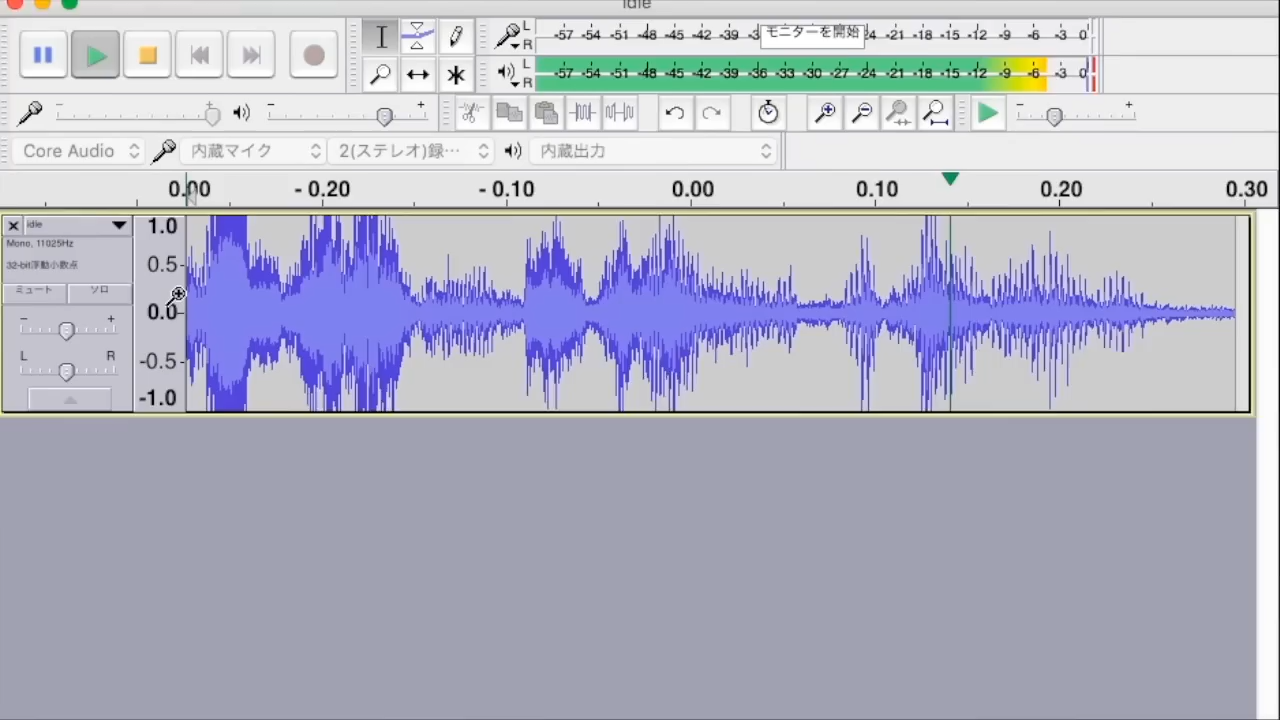 idle
L
R
-57 -54 -51 -48 -45 -42 -39 モニターを開始 -21 -18 -15 -12 -9 -6 -3 0
L
R
-57 -54 -51 -48 -45 -42 -39 -36 -33 -30 -27 -24 -21 -18 -15 -12 -9 -6 -3 0
- + - + - +
Core Audio 内蔵マイク 2(ステレオ)録… 内蔵出力
0.00 - 0.20 - 0.10 0.00 0.10 0.20 0.30
idle
Mono, 11025Hz
32-bit浮動小数点
ミュート ソロ
- +
L R
1.0
0.5
0.0
-0.5
-1.0